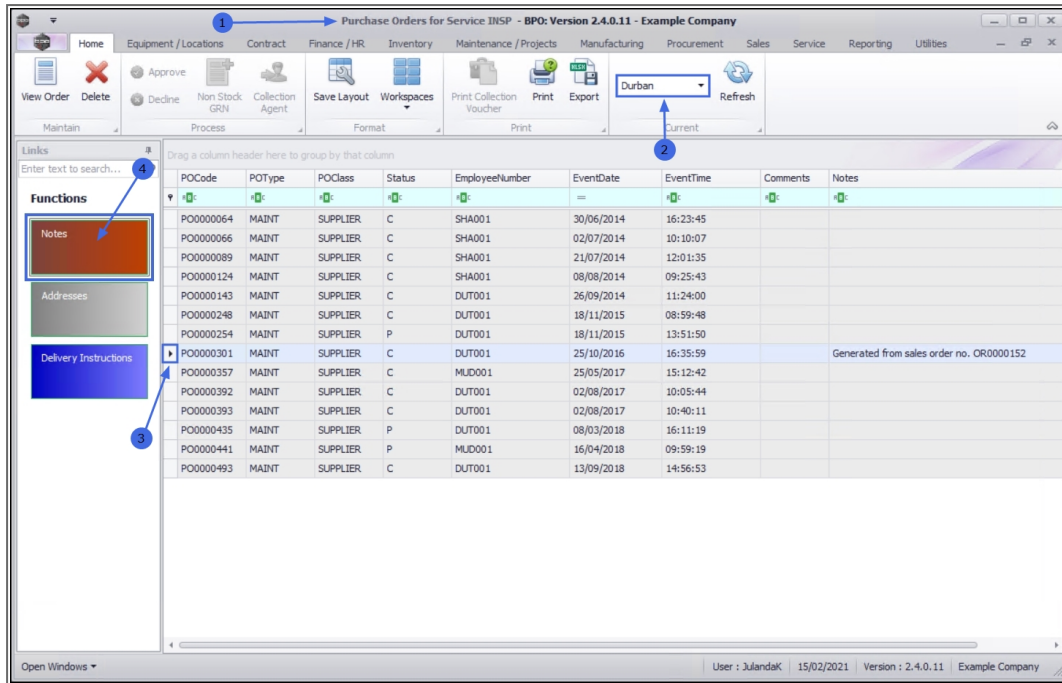 1
Purchase Orders for Service INSP - BPO: Version 2.4.0.11 - Example Company
Home Equipment / Locations Contract Finance / HR Inventory Maintenance / Projects Manufacturing Procurement Sales Service Reporting Utilities
View Order Delete Approve Decline Non Stock GRN Collection Agent Save Layout Workspaces Print Collection Voucher Print Export Durban Refresh
Maintain Process Format Print Current
2
Links
Enter text to search...
4
Functions
Notes
Addresses
Delivery Instructions
3
Drag a column header here to group by that column
POCode POType POClass Status EmployeeNumber EventDate EventTime Comments Notes
=
PO0000064 MAINT SUPPLIER C SHA001 30/06/2014 16:23:45
PO0000066 MAINT SUPPLIER C SHA001 02/07/2014 10:10:07
PO0000089 MAINT SUPPLIER C SHA001 21/07/2014 12:01:35
PO0000124 MAINT SUPPLIER C SHA001 08/08/2014 09:25:43
PO0000143 MAINT SUPPLIER C DUT001 26/09/2014 11:24:00
PO0000248 MAINT SUPPLIER C DUT001 18/11/2015 08:59:48
PO0000254 MAINT SUPPLIER P DUT001 18/11/2015 13:51:50
PO0000301 MAINT SUPPLIER C DUT001 25/10/2016 16:35:59 Generated from sales order no. OR0000152
PO0000357 MAINT SUPPLIER C MUD001 25/05/2017 15:12:42
PO0000392 MAINT SUPPLIER C DUT001 02/08/2017 10:05:44
PO0000393 MAINT SUPPLIER C DUT001 02/08/2017 10:40:11
PO0000435 MAINT SUPPLIER P DUT001 08/03/2018 16:11:19
PO0000441 MAINT SUPPLIER P MUD001 16/04/2018 09:59:19
PO0000493 MAINT SUPPLIER C DUT001 13/09/2018 14:56:53
Open Windows User : JulandaK 15/02/2021 Version : 2.4.0.11 Example Company